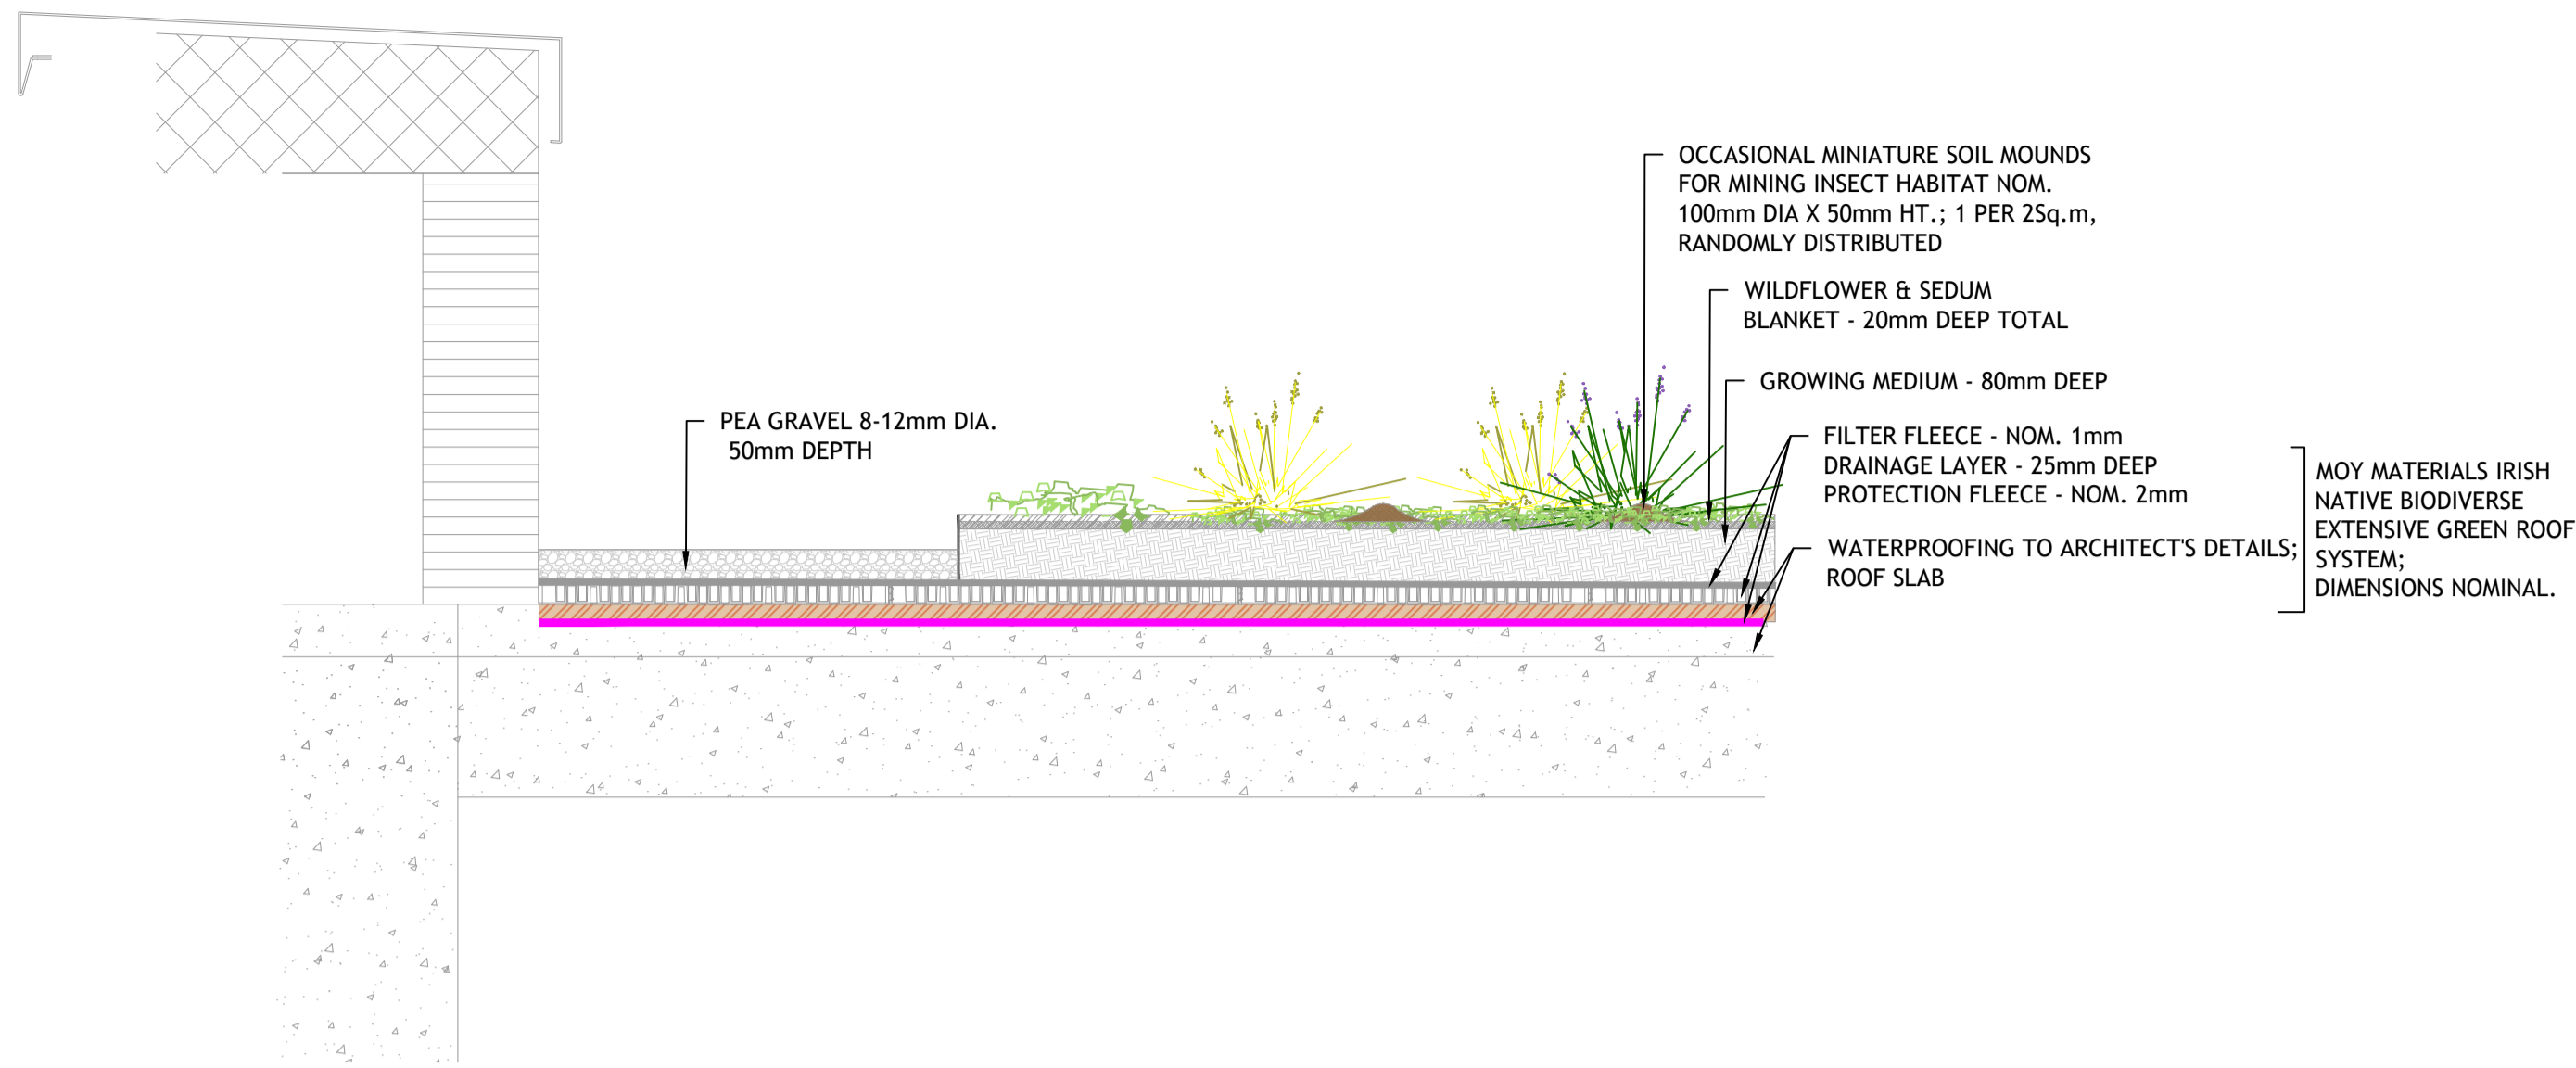 OCCASIONAL MINIATURE SOIL MOUNDS
FOR MINING INSECT HABITAT NOM.
100mm DIA X 50mm HT.; 1 PER 2Sq.m,
RANDOMLY DISTRIBUTED
WILDFLOWER & SEDUM
BLANKET - 20mm DEEP TOTAL
GROWING MEDIUM - 80mm DEEP
PEA GRAVEL 8-12mm DIA.
50mm DEPTH
FILTER FLEECE - NOM. 1mm
DRAINAGE LAYER - 25mm DEEP
PROTECTION FLEECE - NOM. 2mm
WATERPROOFING TO ARCHITECT'S DETAILS;
ROOF SLAB
MOY MATERIALS IRISH
NATIVE BIODIVERSE
EXTENSIVE GREEN ROOF
SYSTEM;
DIMENSIONS NOMINAL.